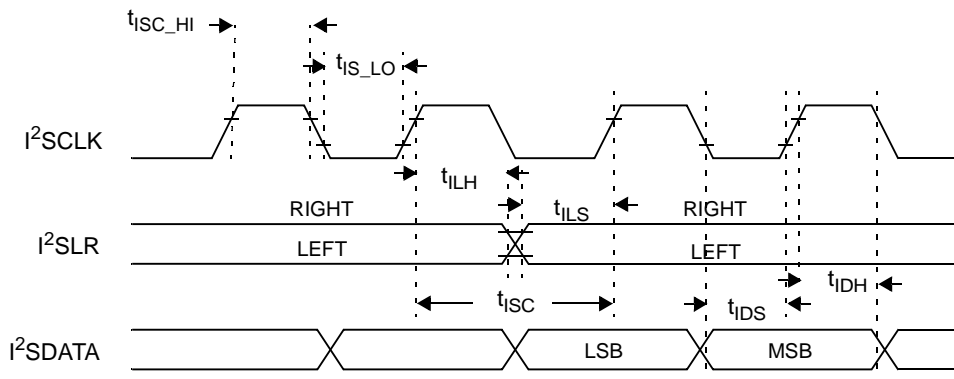 tISC_HI
tIS_LO
I²SCLK
tILH
RIGHT
tILS
RIGHT
I²SLR
LEFT
LEFT
tIDH
tISC
tIDS
I²SDATA
LSB
MSB